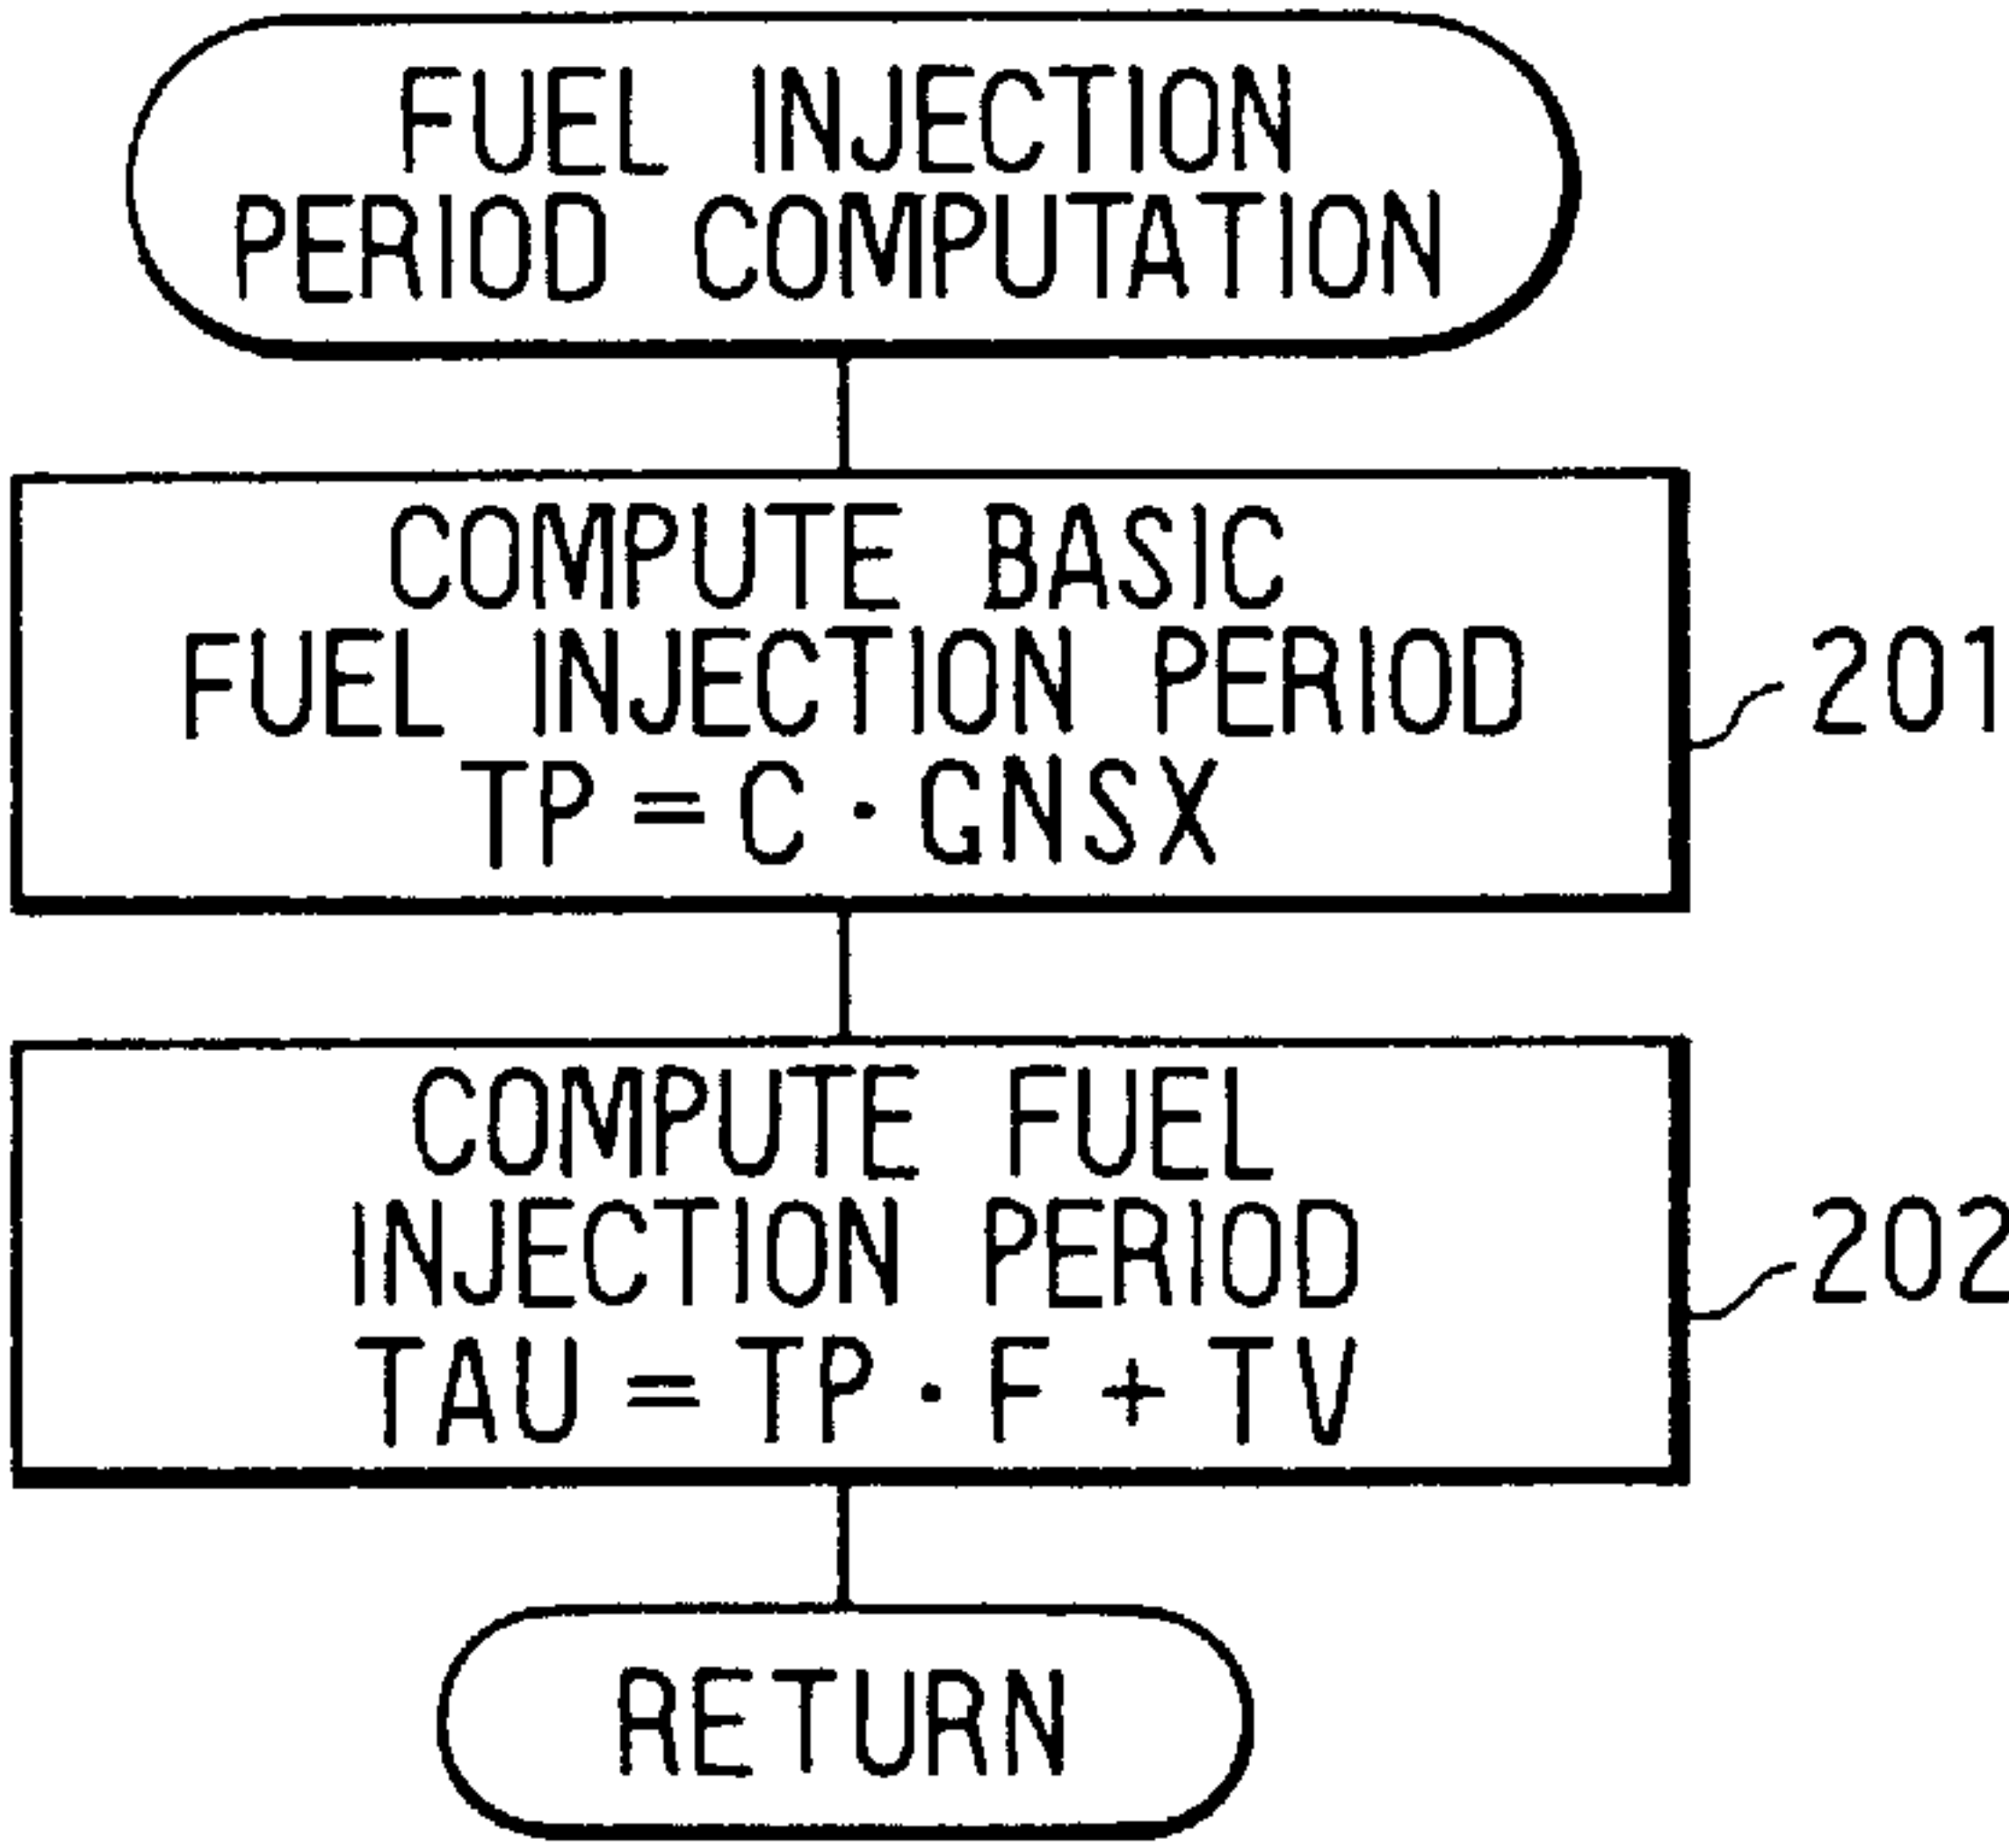 FUEL INJECTION
PERIOD COMPUTATION
COMPUTE BASIC
FUEL INJECTION PERIOD
TP = C · GNSX
201
COMPUTE FUEL
INJECTION PERIOD
TAU = TP · F + TV
202
RETURN